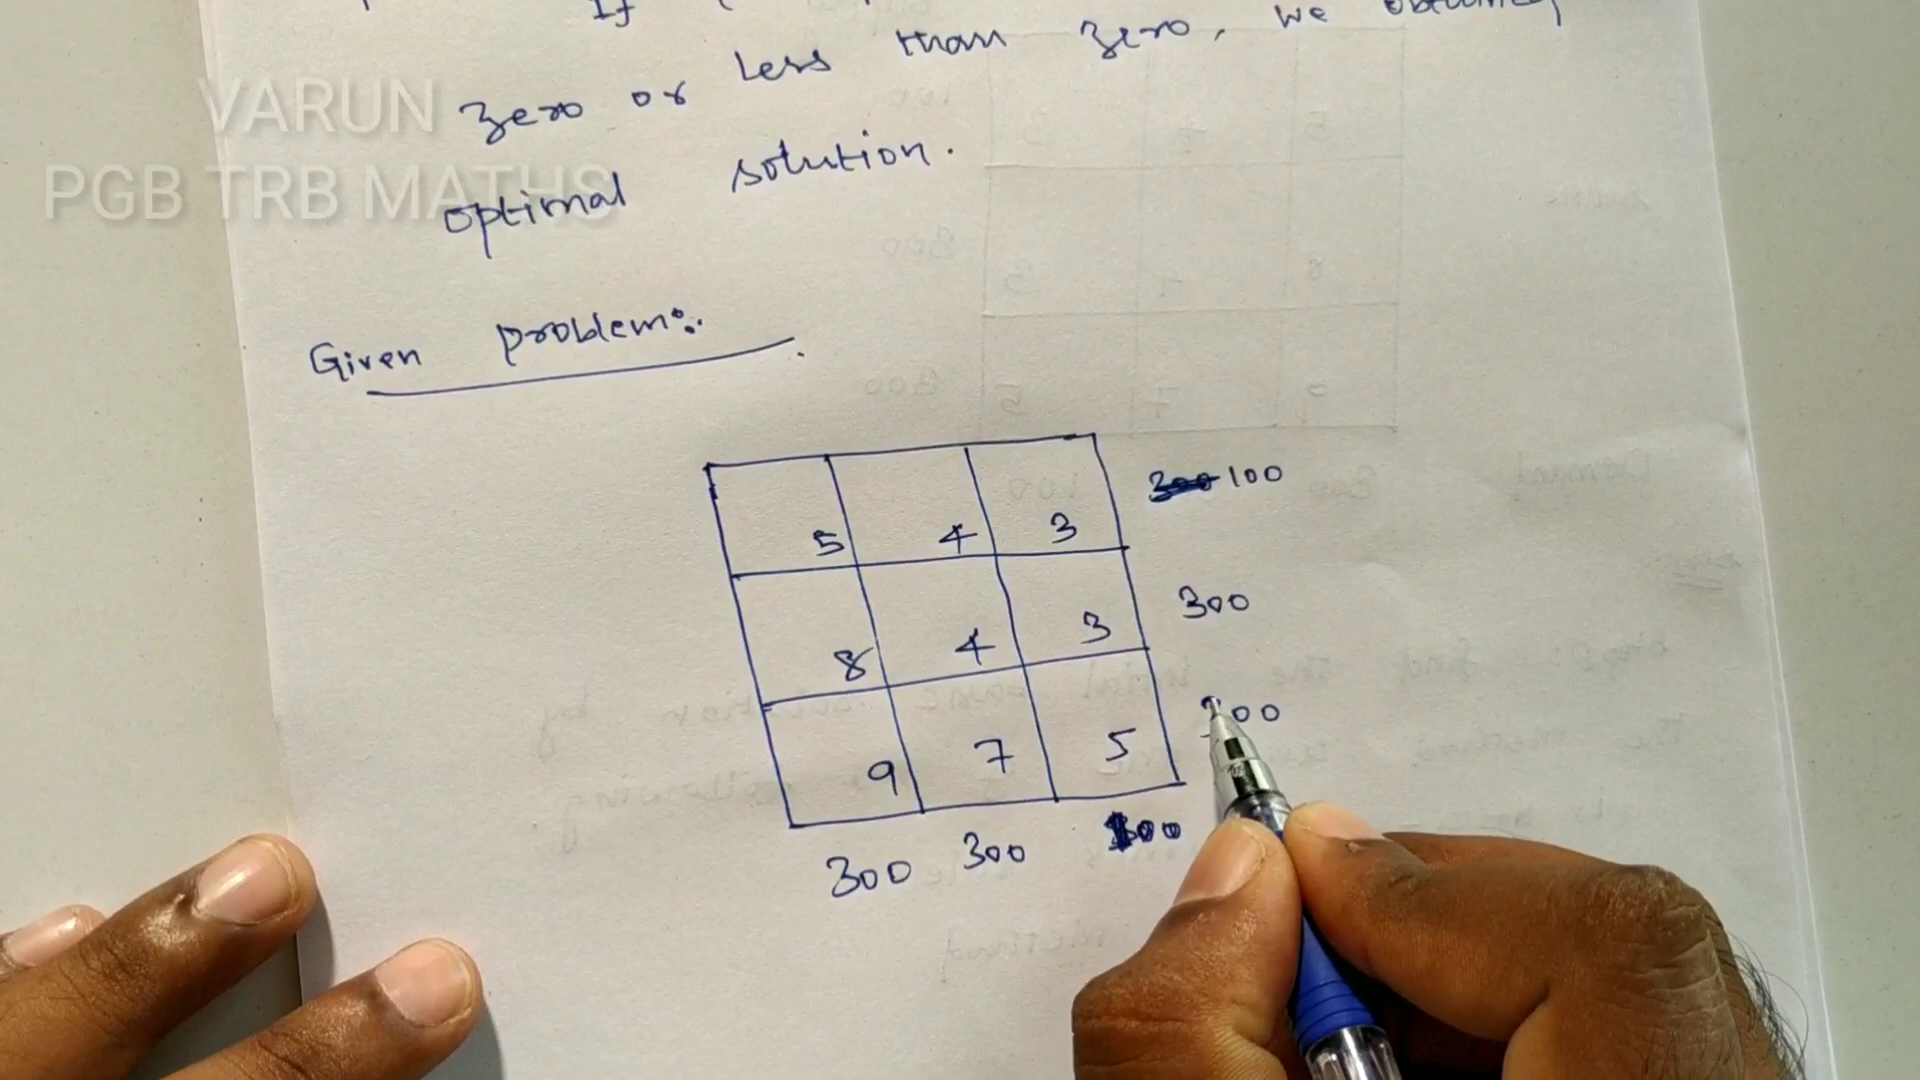 If
zero or less than zero, we
optimal solution.
VARUN
PGB TRB MATHS
Given problem:
5 4 3 100
8 4 3 300
9 7 5
300 300